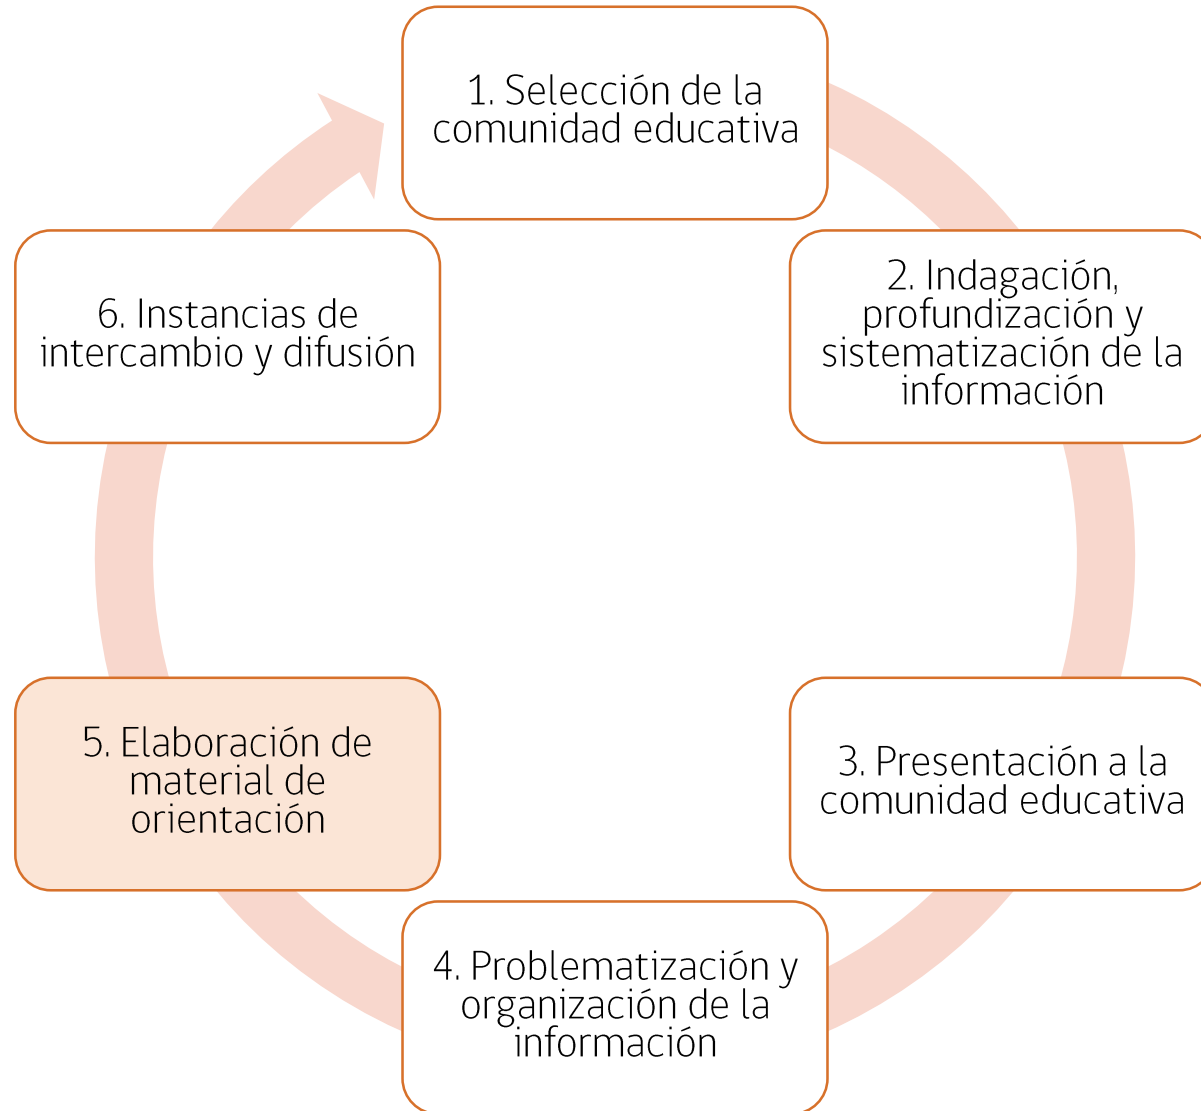 1. Selección de la
comunidad educativa
2. Indagación,
profundización y
sistematización de la
información
3. Presentación a la
comunidad educativa
4. Problematización y
organización de la
información
5. Elaboración de
material de
orientación
6. Instancias de
intercambio y difusión